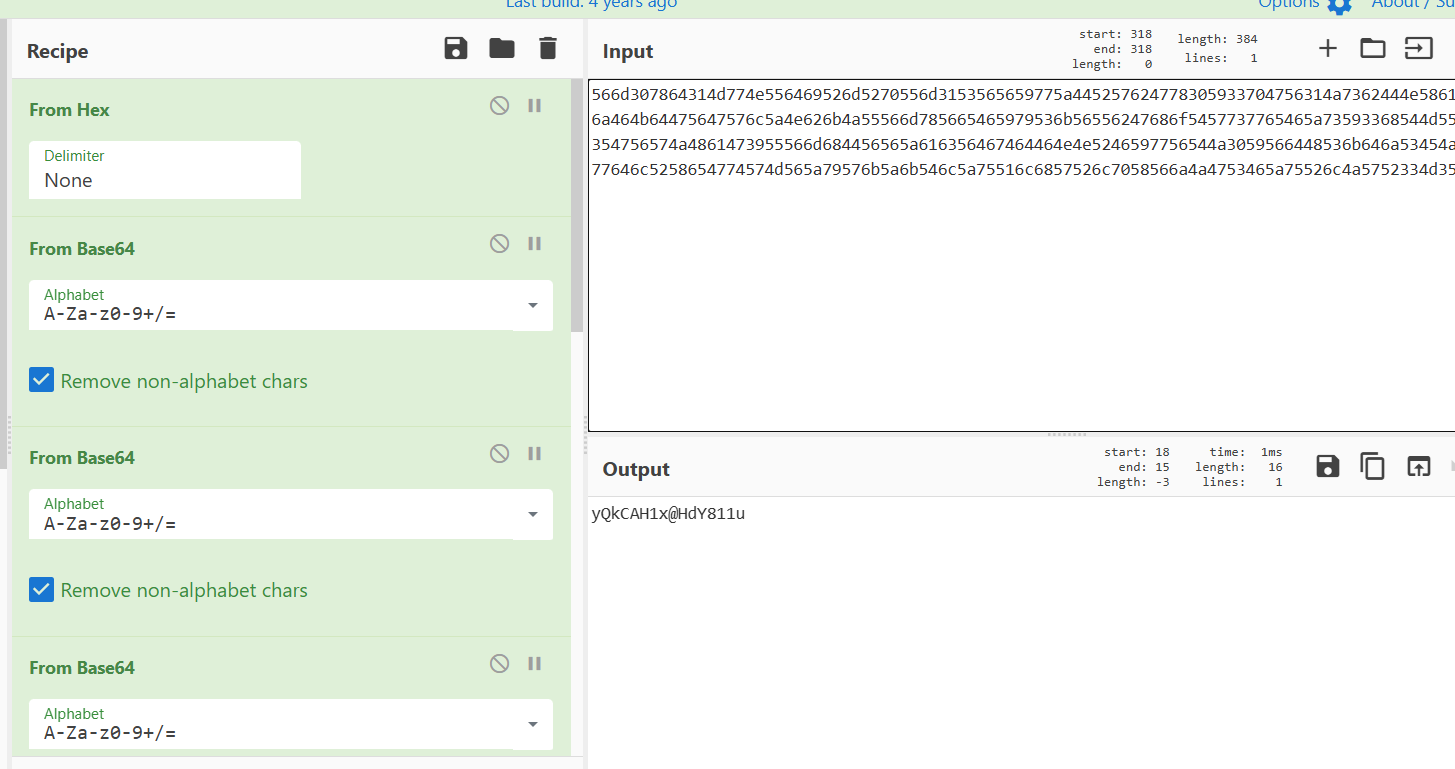 Last build: 4 years ago
Options
About / Su
Recipe
From Hex
Delimiter
None
From Base64
Alphabet
A-Za-z0-9+/=
Remove non-alphabet chars
From Base64
Alphabet
A-Za-z0-9+/=
Remove non-alphabet chars
From Base64
Alphabet
A-Za-z0-9+/=
Input
start: 318
end: 318
length: 0
length: 384
lines: 1
566d307864314d774e556469526d5270556d3153565659775a44525762477830593370475631 4a7362444e5861
6a464b64475647576c5a4e626b4a55566d785665465979536b56556247686f5457737765465a73593368544d55
354756574a4861473955566d684456565a616356467464464e4e5246597756544a3059566448536b646a53454a
77646c5258654774574d565a79576b5a6b546c5a75516c6857526c7058566a4a4753465a75526c4a5752334d35
Output
start: 18
end: 15
length: -3
time: 1ms
length: 16
lines: 1
yQkCAH1x@HdY811u